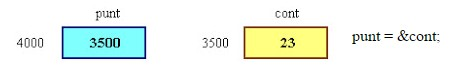 punt cont
4000 3500 3500 23 punt = &cont;